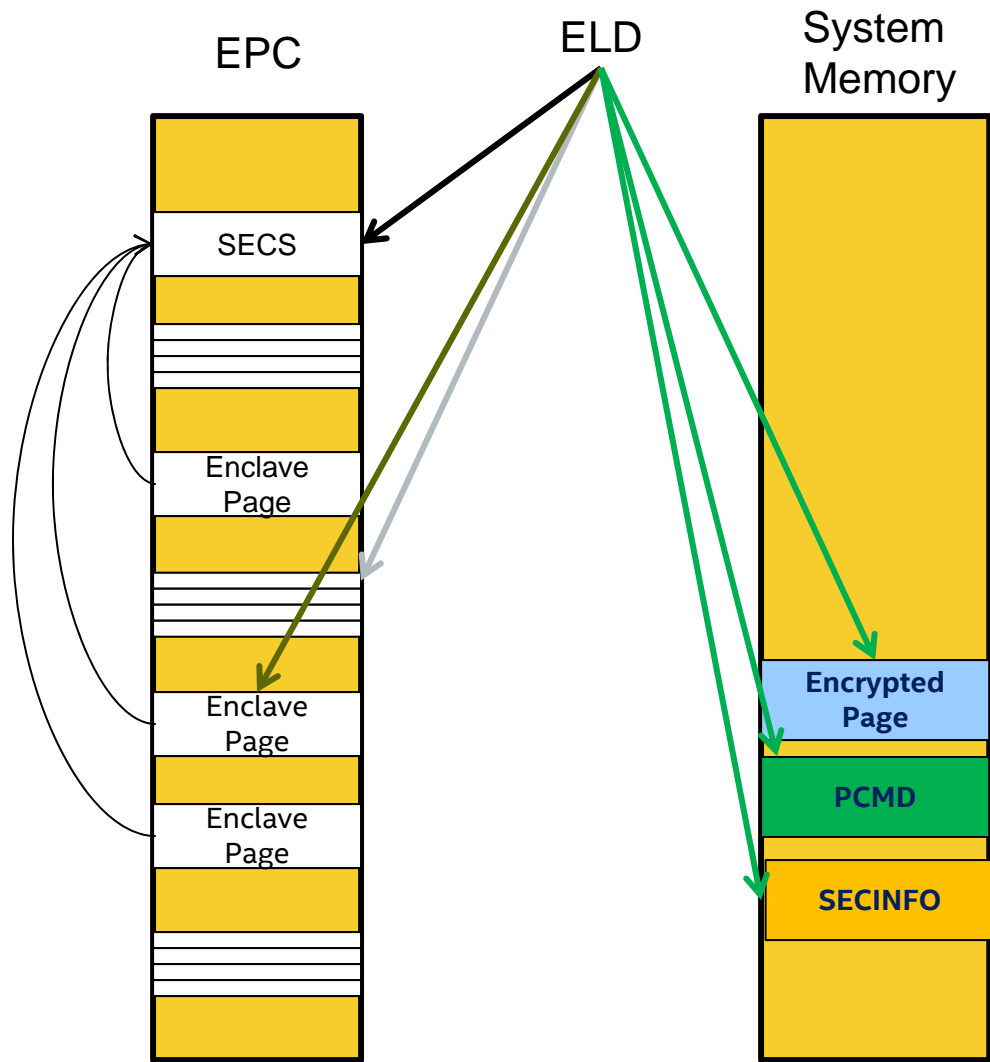 EPC
ELD
System
Memory
SECS
Enclave
Page
Enclave
Page
Enclave
Page
Encrypted
Page
PCMD
SECINFO